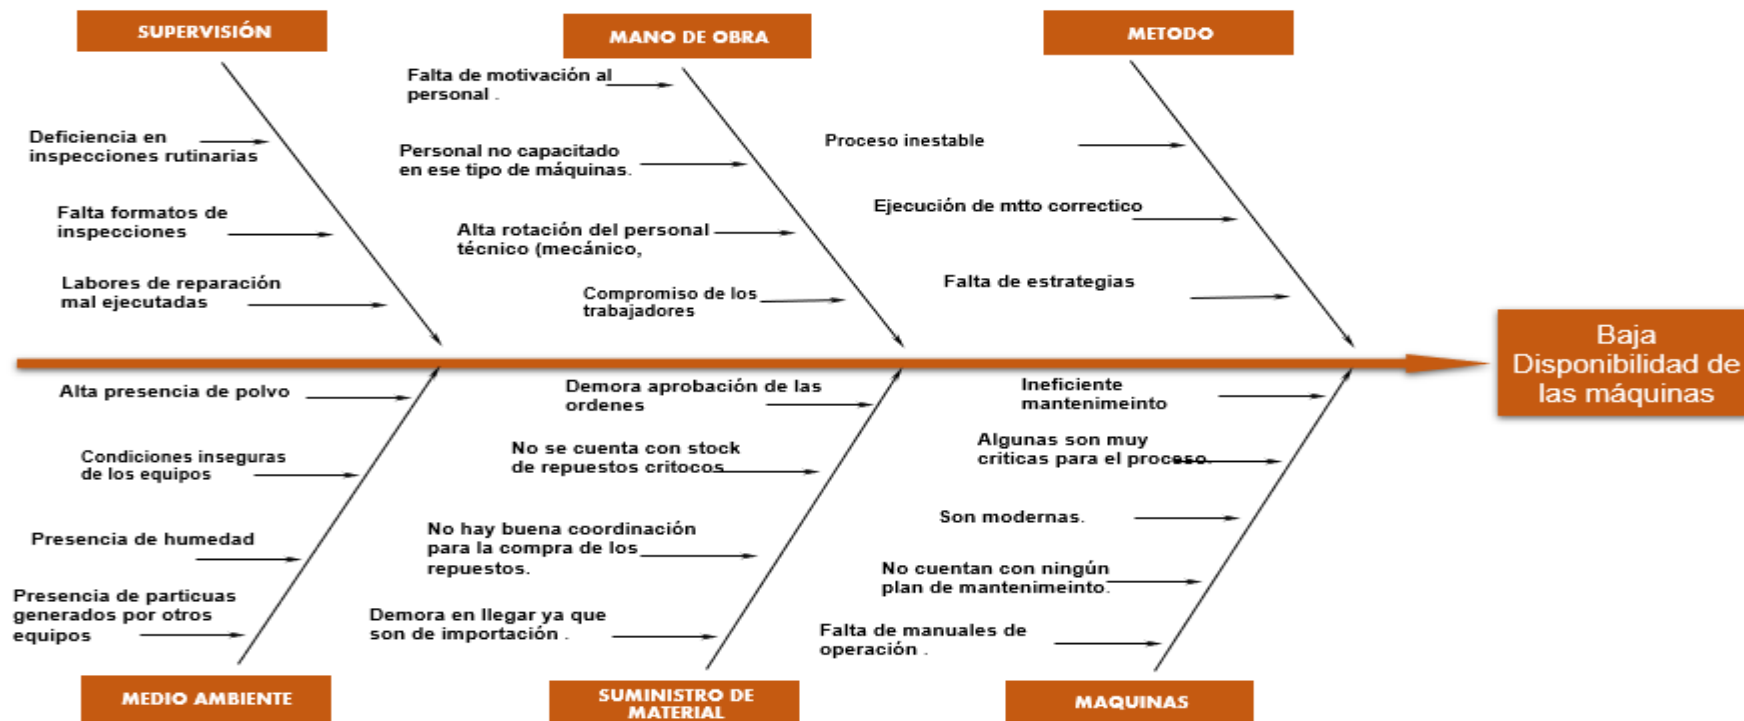 SUPERVISIÓN
MANO DE OBRA
METODO
Deficiencia en
inspecciones rutinarias
Falta formatos de
inspecciones
Labores de reparación
mal ejecutadas
Falta de motivación al
personal .
Personal no capacitado
en ese tipo de máquinas.
Alta rotación del personal
técnico (mecánico,
Compromiso de los
trabajadores
Proceso inestable
Ejecución de mtto correctico
Falta de estrategias
Baja
Disponibilidad de
las máquinas
Alta presencia de polvo
Condiciones inseguras
de los equipos
Presencia de humedad
Presencia de particuas
generados por otros
equipos
Demora aprobación de las
ordenes
No se cuenta con stock
de repuestos critocos
No hay buena coordinación
para la compra de los
repuestos.
Demora en llegar ya que
son de importación .
Ineficiente
mantenimeinto
Algunas son muy
criticas para el proceso.
Son modernas.
No cuentan con ningún
plan de mantenimeinto.
Falta de manuales de
operación .
MEDIO AMBIENTE
SUMINISTRO DE
MATERIAL
MAQUINAS